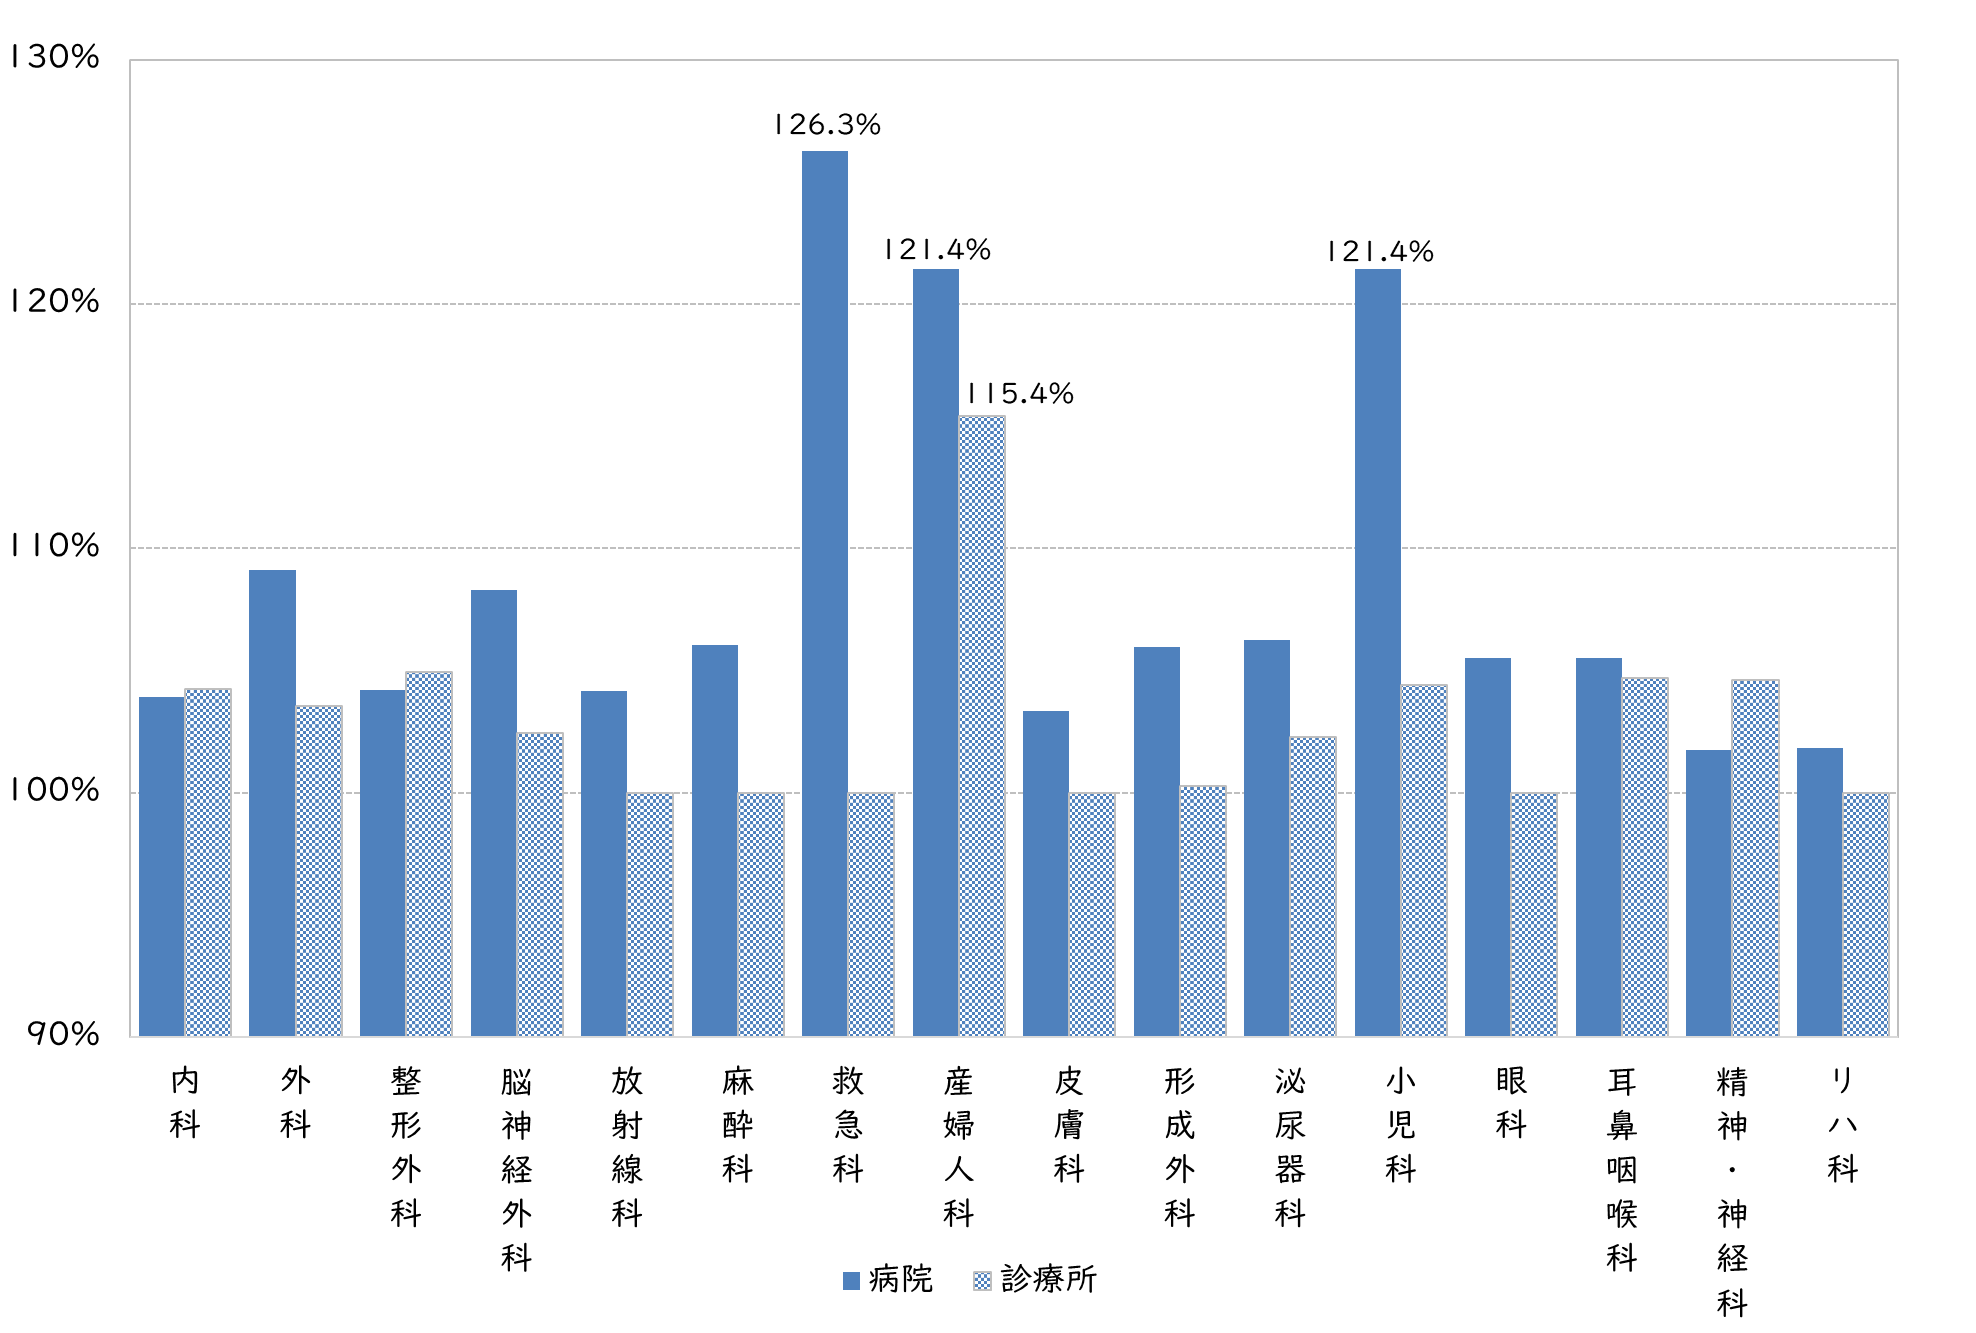 130%
120%
110%
100%
90%
126.3%
121.4%
115.4%
121.4%
内科
外科
整形外科
脳神経外科
放射線科
麻酔科
救急科
産婦人科
皮膚科
形成外科
泌尿器科
小児科
眼科
耳鼻咽喉科
精神・神経科
リハ科
病院
診療所